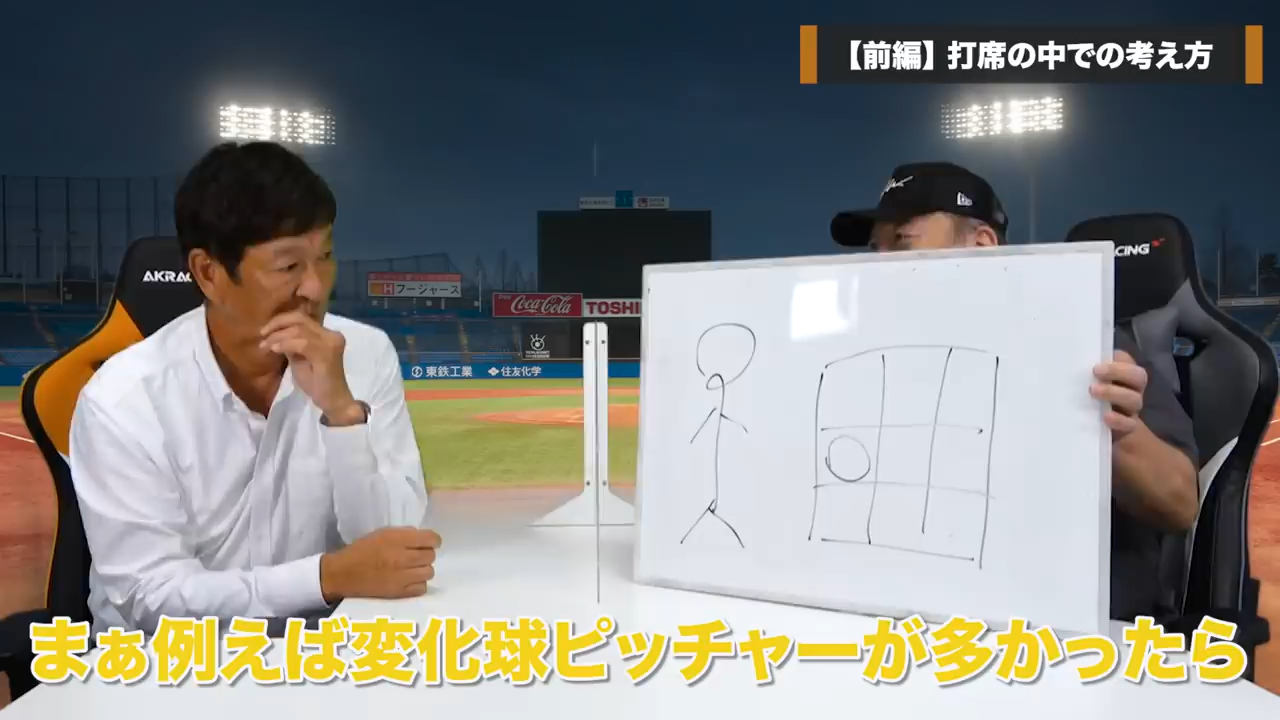 【前編】打席の中での考え方
AKRAC
CING
フージャース
Coca-Cola
TOSHI
東鉄工業
住友化学
まぁ例えば変化球ピッチャーが多かったら